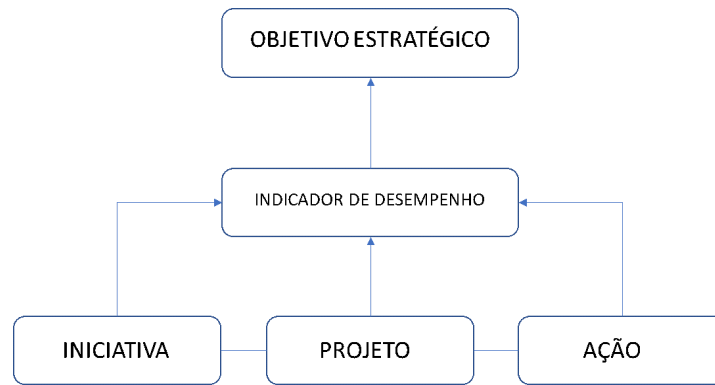 OBJETIVO ESTRATÉGICO
INDICADOR DE DESEMPENHO
INICIATIVA
PROJETO
AÇÃO